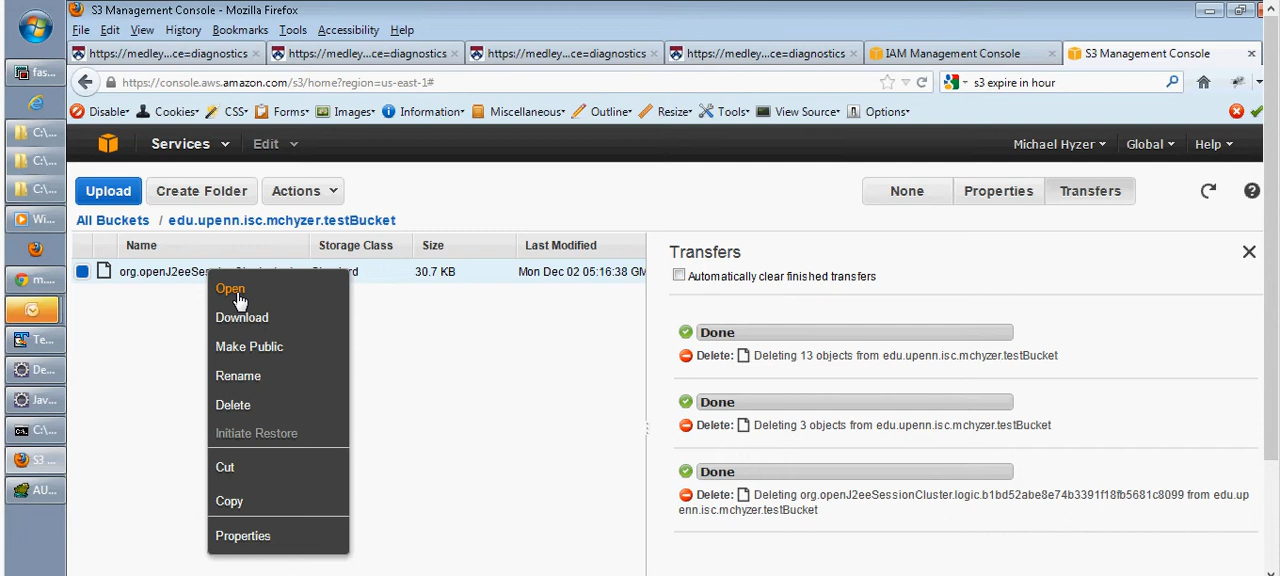 S3 Management Console - Mozilla Firefox
File Edit View History Bookmarks Tools Accessibility Help
https://medley...ce=diagnostics × https://medley...ce=diagnostics × https://medley...ce=diagnostics × https://medley...ce=diagnostics × IAM Management Console × S3 Management Console ×
https://console.aws.amazon.com/s3/home?region=us-east-1# s3 expire in hour
Disable Cookies CSS Forms Images Information Miscellaneous Outline Resize Tools View Source Options
Services Edit Michael Hyzer Global Help
Upload Create Folder Actions None Properties Transfers
All Buckets / edu.upenn.isc.mchyzer.testBucket
Name Storage Class Size Last Modified
30.7 KB Mon Dec 02 05:16:38 GM
Open
Download
Make Public
Rename
Delete
Initiate Restore
Cut
Copy
Properties
Transfers
Automatically clear finished transfers
Done
Delete: Deleting 13 objects from edu.upenn.isc.mchyzer.testBucket
Done
Delete: Deleting 3 objects from edu.upenn.isc.mchyzer.testBucket
Done
Delete: Deleting org.openJ2eeSessionCluster.logic.b1bd52abe8e74b3391f18fb5681c8099 from edu.up
enn.isc.mchyzer.testBucket
fas...
C:\...
C:\...
C:\...
Wi...
m....
Te...
De...
Jav...
C:\...
S3 ...
AU...